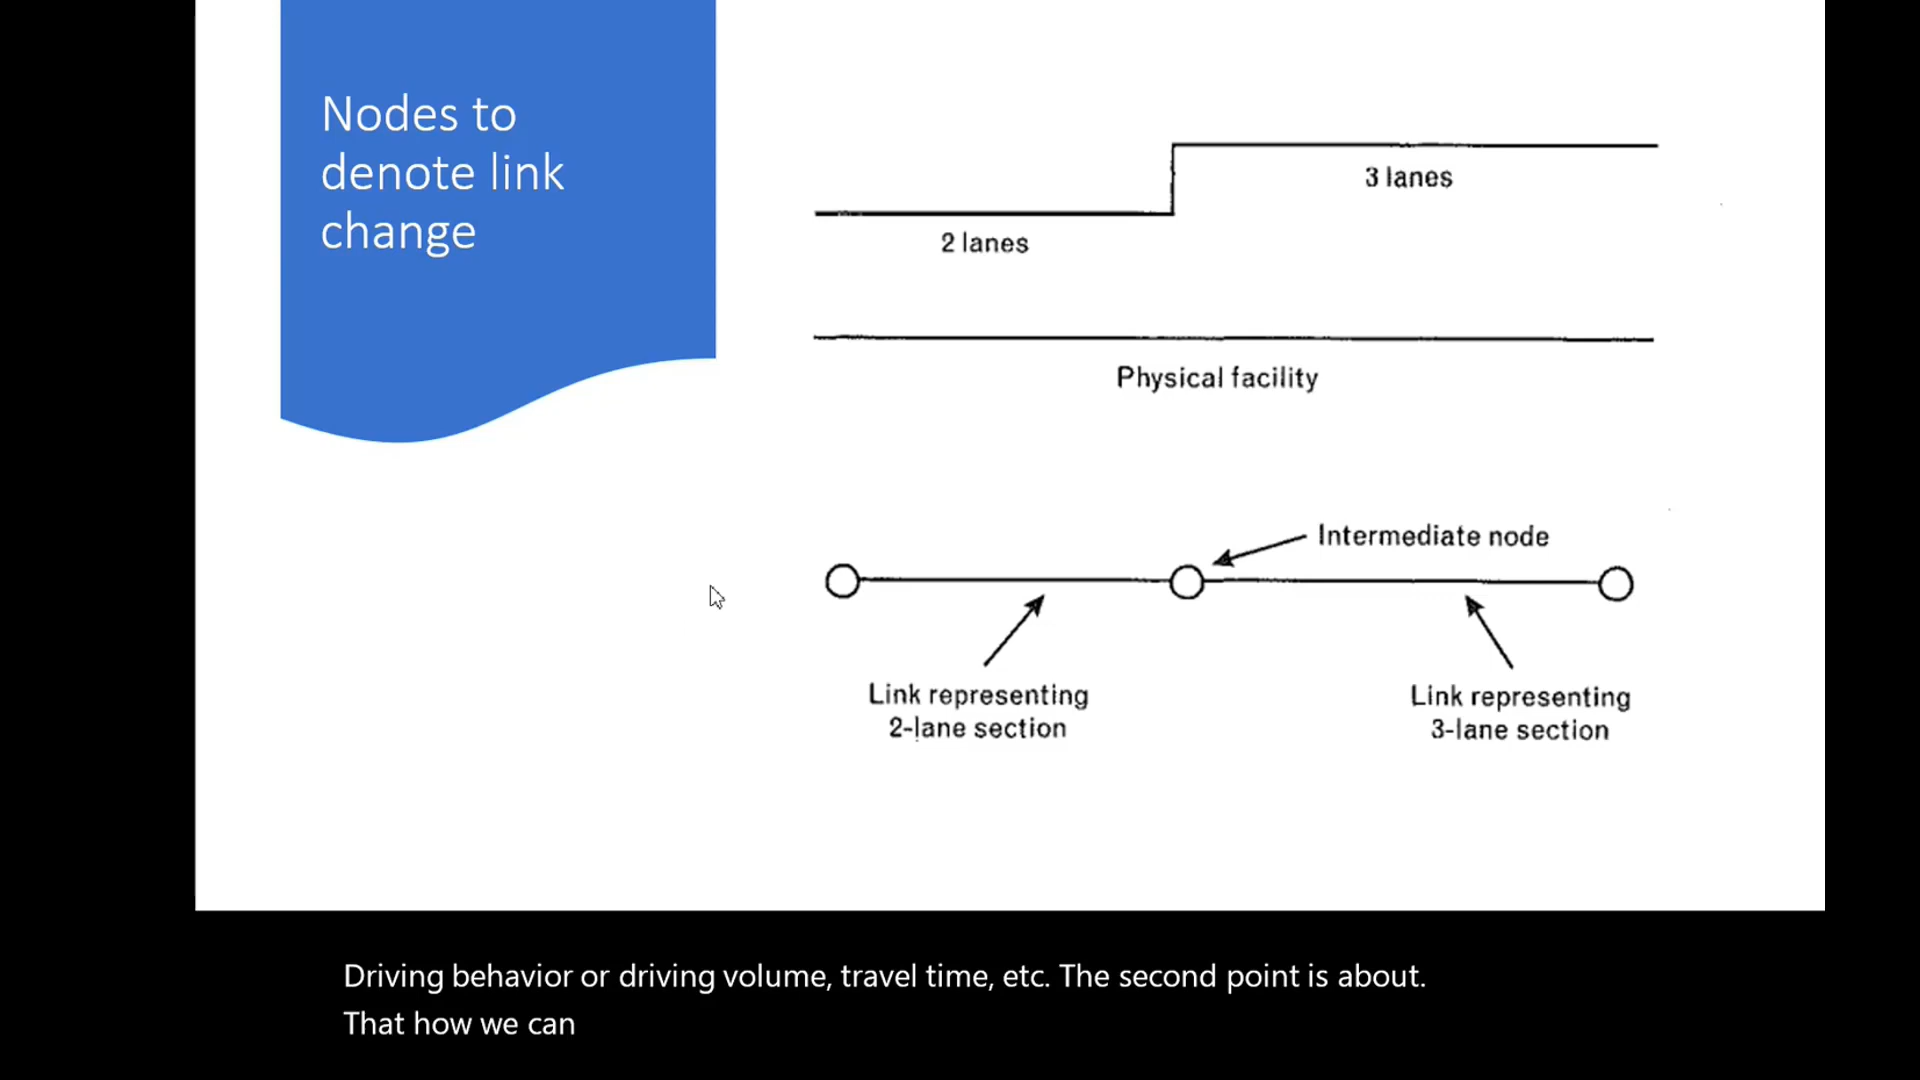 Nodes to
denote link
change
3 lanes
2 lanes
Physical facility
Intermediate node
Link representing
2-lane section
Link representing
3-lane section
Driving behavior or driving volume, travel time, etc. The second point is about.
That how we can